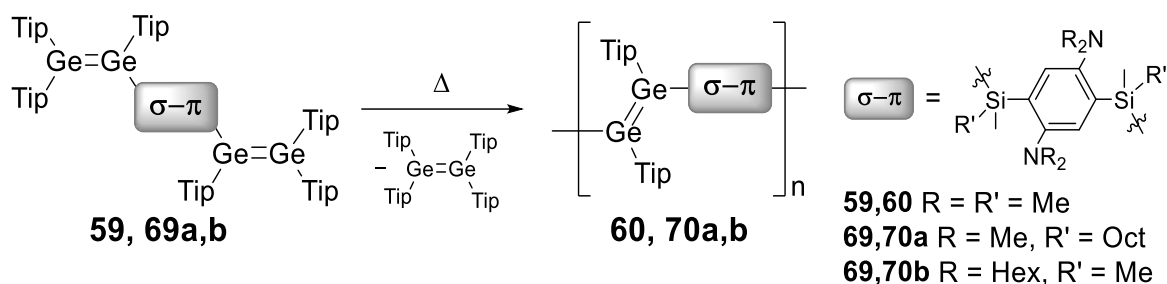 Tip Tip
Ge=Ge
Tip
σ–π
Tip
Ge=Ge
Tip Tip
59, 69a,b
Δ
– Tip Tip
Ge=Ge
Tip Tip
Tip
Ge
σ–π
Ge
Tip
n
60, 70a,b
σ–π =
R₂N
R'
Si
Si
R'
NR₂
59,60 R = R' = Me
69,70a R = Me, R' = Oct
69,70b R = Hex, R' = Me